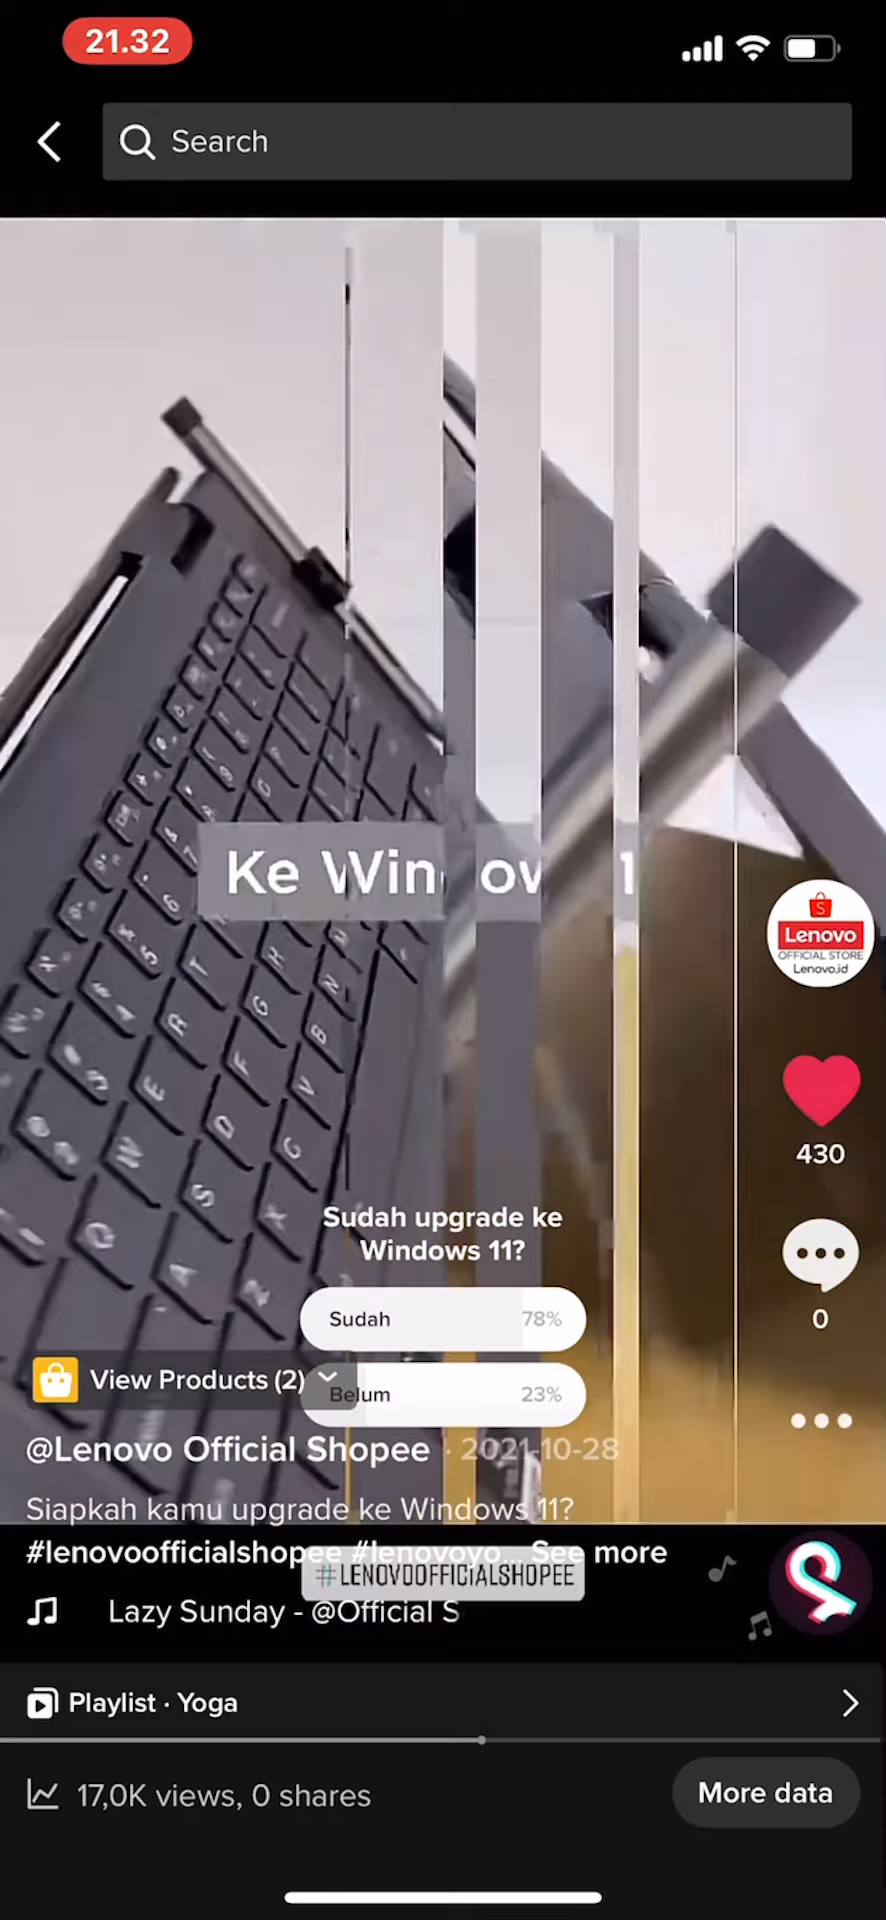 21.32
Search
Ke Win ow 1
Lenovo
OFFICIAL STORE
Lenovo.id
430
Sudah upgrade ke
Windows 11?
Sudah 78%
0
View Products (2)
Belum 23%
@Lenovo Official Shopee · 2021-10-28
Siapkah kamu upgrade ke Windows 11?
#lenovoofficialshopee #lenovoyo... See more
#LENOVOOFFICIALSHOPEE
Lazy Sunday - @Official S
Playlist · Yoga
17,0K views, 0 shares
More data